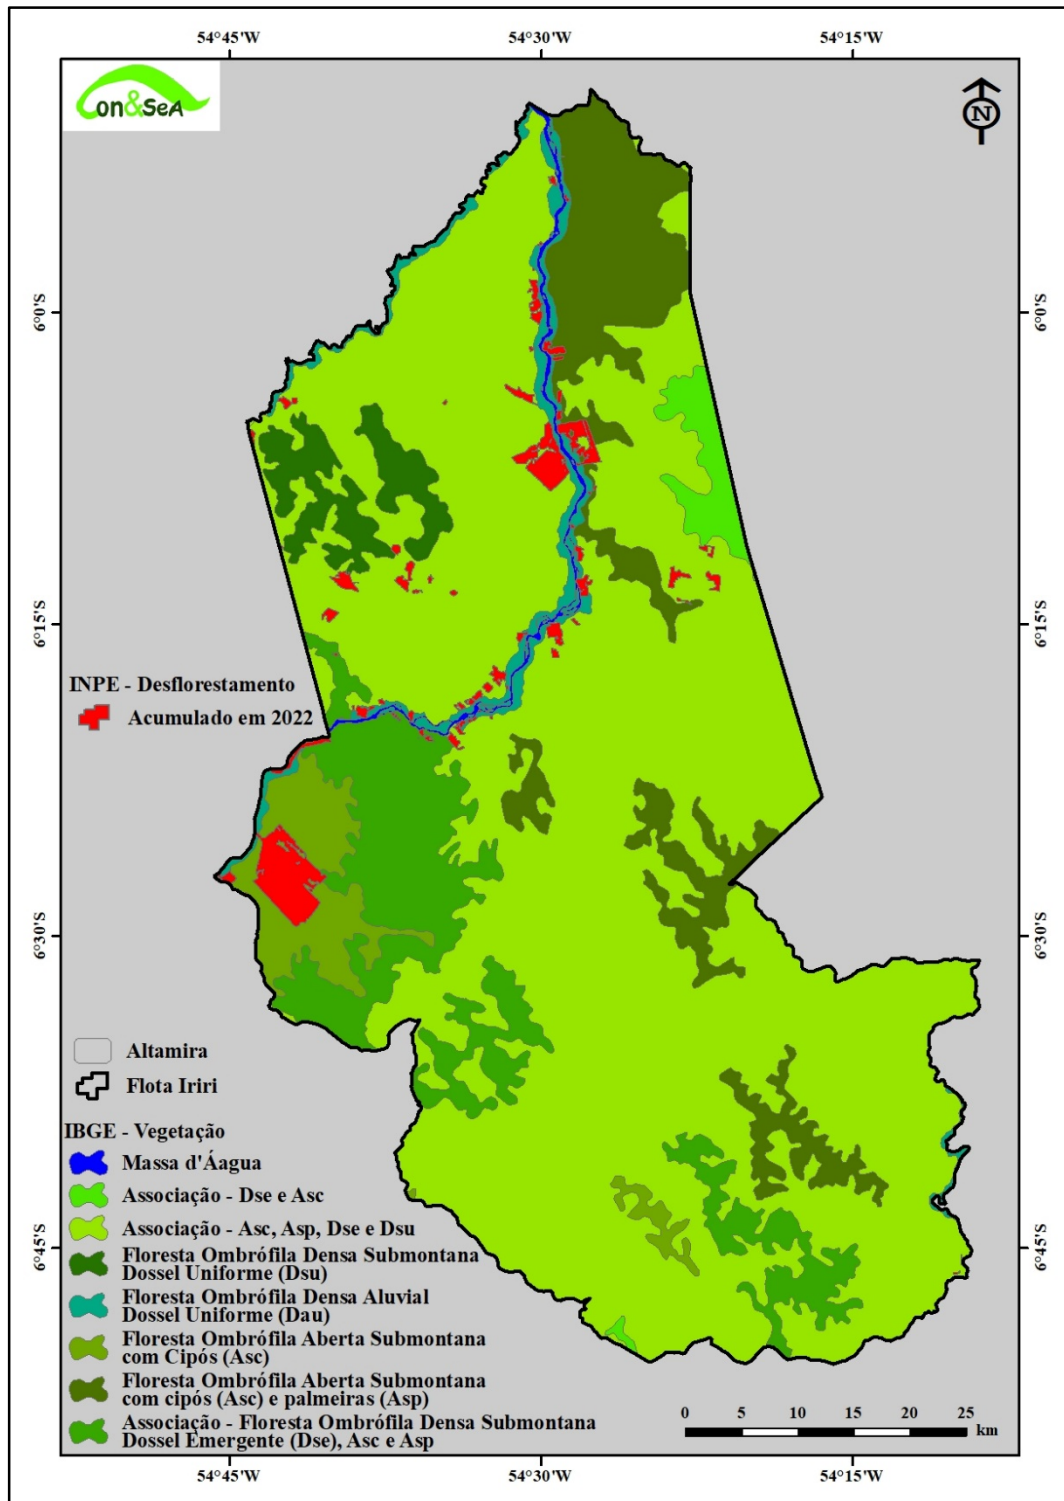 54°45'W 54°30'W 54°15'W
on&SeA
N
6°0'S 6°0'S
6°15'S 6°15'S
INPE - Desflorestamento
Acumulado em 2022
6°30'S 6°30'S
Altamira
Flota Iriri
IBGE - Vegetação
Massa d'Áagua
Associação - Dse e Asc
Associação - Asc, Asp, Dse e Dsu
6°45'S 6°45'S
Floresta Ombrófila Densa Submontana
Dossel Uniforme (Dsu)
Floresta Ombrófila Densa Aluvial
Dossel Uniforme (Dau)
Floresta Ombrófila Aberta Submontana
com Cipós (Asc)
Floresta Ombrófila Aberta Submontana
com cipós (Asc) e palmeiras (Asp)
Associação - Floresta Ombrófila Densa Submontana
Dossel Emergente (Dse), Asc e Asp
0 5 10 15 20 25
km
54°45'W 54°30'W 54°15'W